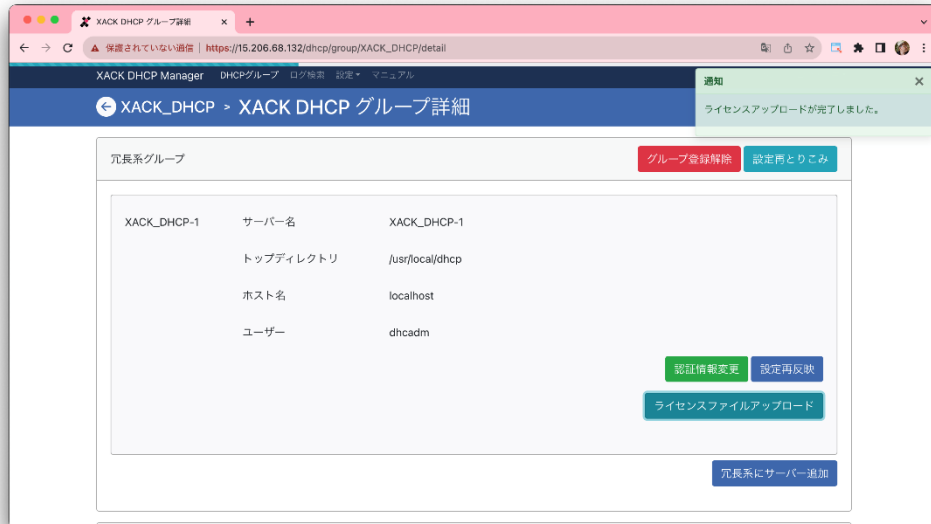 XACK DHCP グループ詳細
保護されていない通信 | https://15.206.68.132/dhcp/group/XACK_DHCP/detail
XACK DHCP Manager DHCPグループ ログ検索 設定 マニュアル
通知
ライセンスアップロードが完了しました。
XACK_DHCP > XACK DHCP グループ詳細
冗長系グループ グループ登録解除 設定再とりこみ
XACK_DHCP-1 サーバー名 XACK_DHCP-1
トップディレクトリ /usr/local/dhcp
ホスト名 localhost
ユーザー dhcadm
認証情報変更 設定再反映
ライセンスファイルアップロード
冗長系にサーバー追加